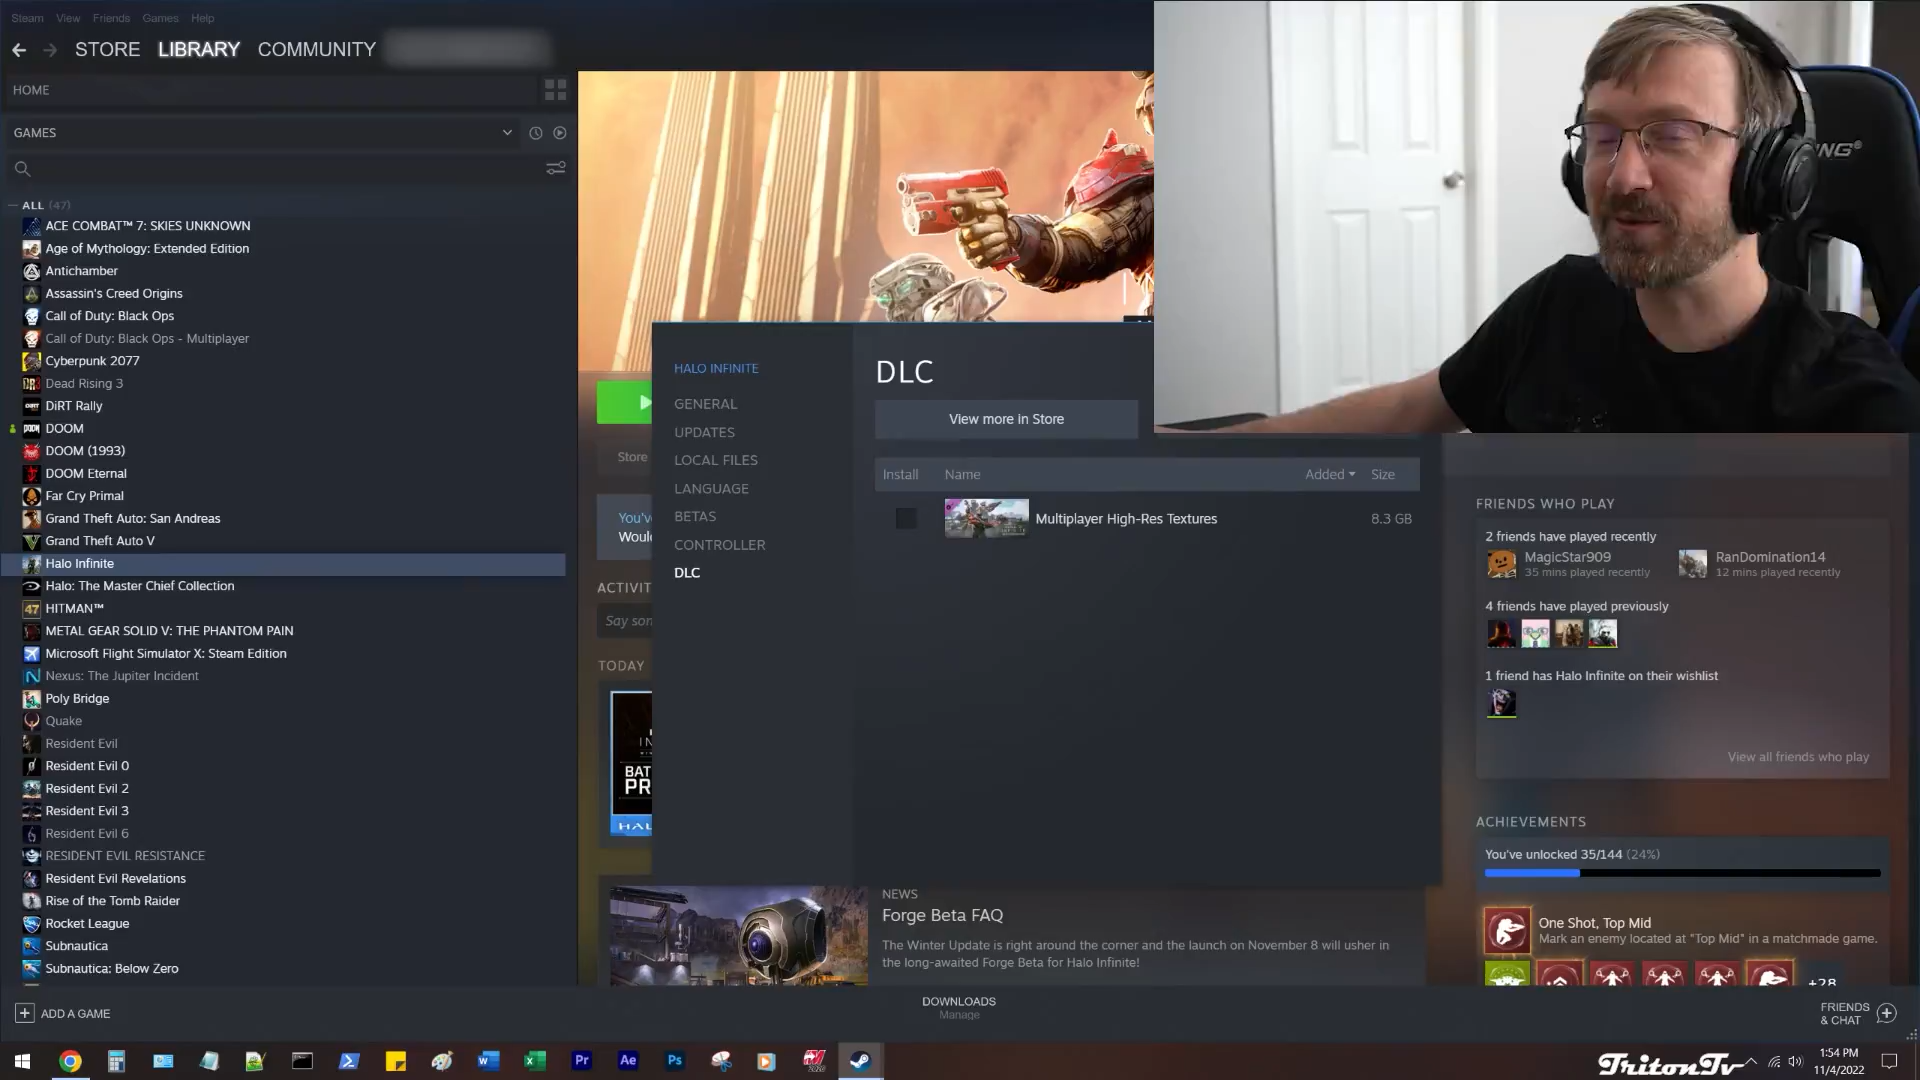 Steam View Friends Games Help
STORE LIBRARY COMMUNITY
HOME
GAMES
ALL (47)
ACE COMBAT™ 7: SKIES UNKNOWN
Age of Mythology: Extended Edition
Antichamber
Assassin's Creed Origins
Call of Duty: Black Ops
Call of Duty: Black Ops - Multiplayer
Cyberpunk 2077
Dead Rising 3
DiRT Rally
DOOM
DOOM (1993)
DOOM Eternal
Far Cry Primal
Grand Theft Auto: San Andreas
Grand Theft Auto V
Halo Infinite
Halo: The Master Chief Collection
HITMAN™
METAL GEAR SOLID V: THE PHANTOM PAIN
Microsoft Flight Simulator X: Steam Edition
Nexus: The Jupiter Incident
Poly Bridge
Quake
Resident Evil
Resident Evil 0
Resident Evil 2
Resident Evil 3
Resident Evil 6
RESIDENT EVIL RESISTANCE
Resident Evil Revelations
Rise of the Tomb Raider
Rocket League
Subnautica
Subnautica: Below Zero
Store
You'v
Woul
ACTIVIT
Say son
TODAY
IN
BAT
PR
HAL
HALO INFINITE
GENERAL
UPDATES
LOCAL FILES
LANGUAGE
BETAS
CONTROLLER
DLC
DLC
View more in Store
Install Name Added Size
Multiplayer High-Res Textures 8.3 GB
NEWS
Forge Beta FAQ
The Winter Update is right around the corner and the launch on November 8 will usher in
the long-awaited Forge Beta for Halo Infinite!
NG®
FRIENDS WHO PLAY
2 friends have played recently
MagicStar909
35 mins played recently
RanDomination14
12 mins played recently
4 friends have played previously
1 friend has Halo Infinite on their wishlist
View all friends who play
ACHIEVEMENTS
You've unlocked 35/144 (24%)
One Shot, Top Mid
Mark an enemy located at "Top Mid" in a matchmade game.
+28
ADD A GAME
DOWNLOADS
Manage
FRIENDS
& CHAT
Pr Ae Ps
TritonTv
1:54 PM
11/4/2022